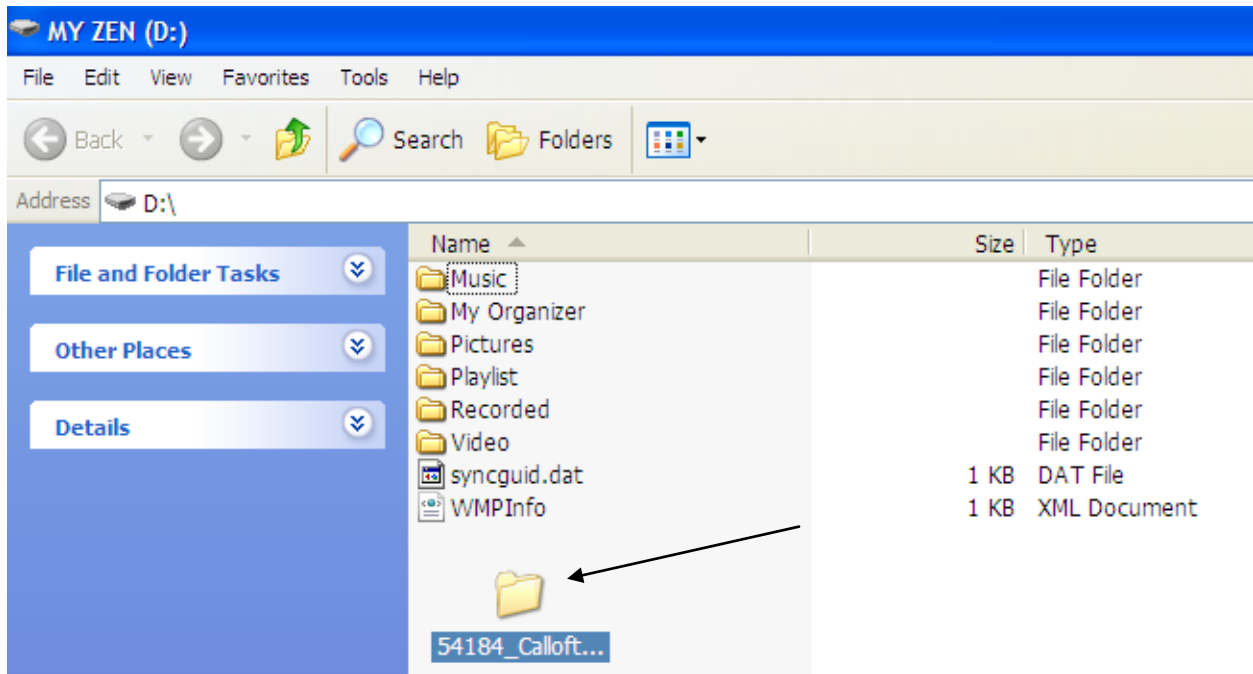 MY ZEN (D:)
File Edit View Favorites Tools Help
Back Search Folders
Address D:\
Name Size Type
File and Folder Tasks
Other Places
Details
Music File Folder
My Organizer File Folder
Pictures File Folder
Playlist File Folder
Recorded File Folder
Video File Folder
syncguid.dat 1 KB DAT File
WMPInfo 1 KB XML Document
54184_Calloft...